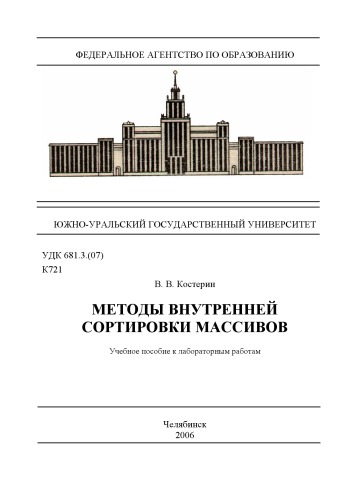 ФЕДЕРАЛЬНОЕ АГЕНТСТВО ПО ОБРАЗОВАНИЮ
ЮЖНО-УРАЛЬСКИЙ ГОСУДАРСТВЕННЫЙ УНИВЕРСИТЕТ
УДК 681.3.(07)
К721
В. В. Костерин
МЕТОДЫ ВНУТРЕННЕЙ
СОРТИРОВКИ МАССИВОВ
Учебное пособие к лабораторным работам
Челябинск
2006